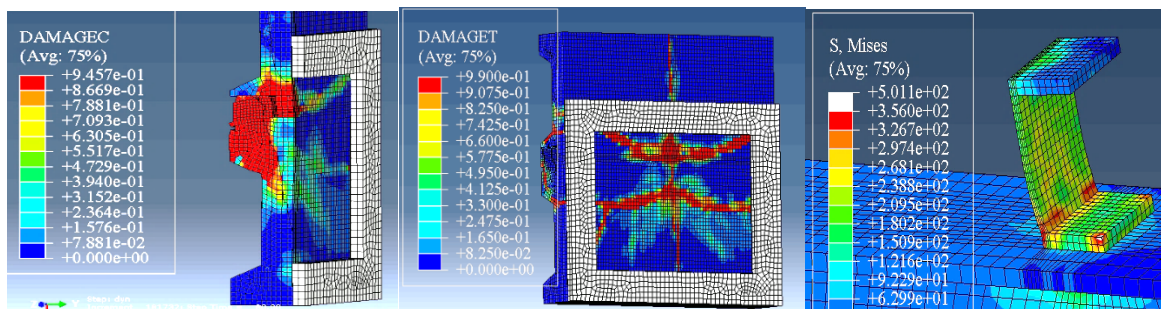 DAMAGEC
(Avg: 75%)
+9.457e-01
+8.669e-01
+7.881e-01
+7.093e-01
+6.305e-01
+5.517e-01
+4.729e-01
+3.940e-01
+3.152e-01
+2.364e-01
+1.576e-01
+7.881e-02
+0.000e+00
DAMAGET
(Avg: 75%)
+9.900e-01
+9.075e-01
+8.250e-01
+7.425e-01
+6.600e-01
+5.775e-01
+4.950e-01
+4.125e-01
+3.300e-01
+2.475e-01
+1.650e-01
+8.250e-02
+0.000e+00
S, Mises
(Avg: 75%)
+5.011e+02
+3.560e+02
+3.267e+02
+2.974e+02
+2.681e+02
+2.388e+02
+2.095e+02
+1.802e+02
+1.509e+02
+1.216e+02
+9.229e+01
+6.299e+01